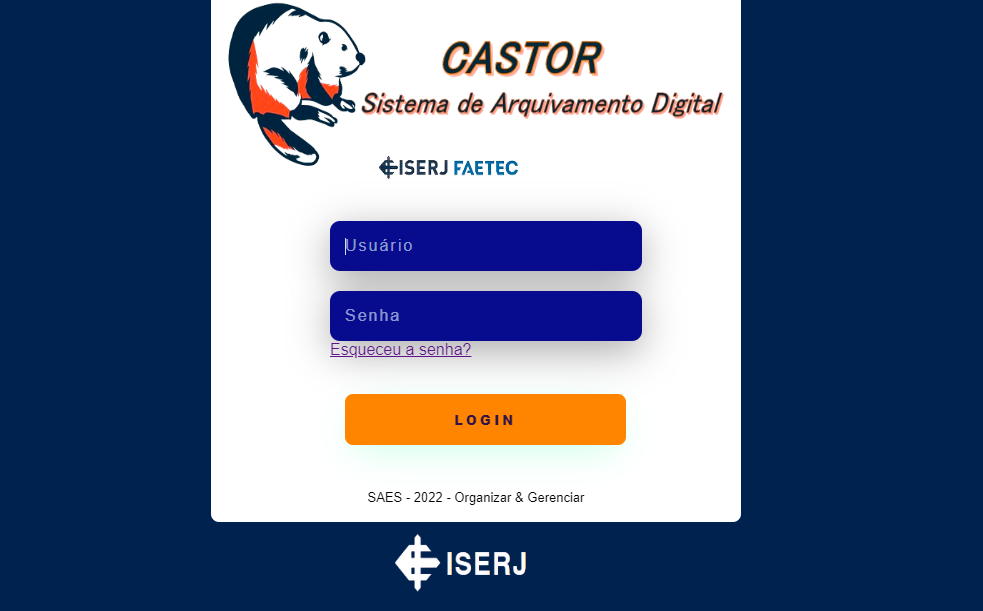 CASTOR
Sistema de Arquivamento Digital
ISERJ FAETEC
Usuário
Senha
Esqueceu a senha?
LOGIN
SAES - 2022 - Organizar & Gerenciar
ISERJ